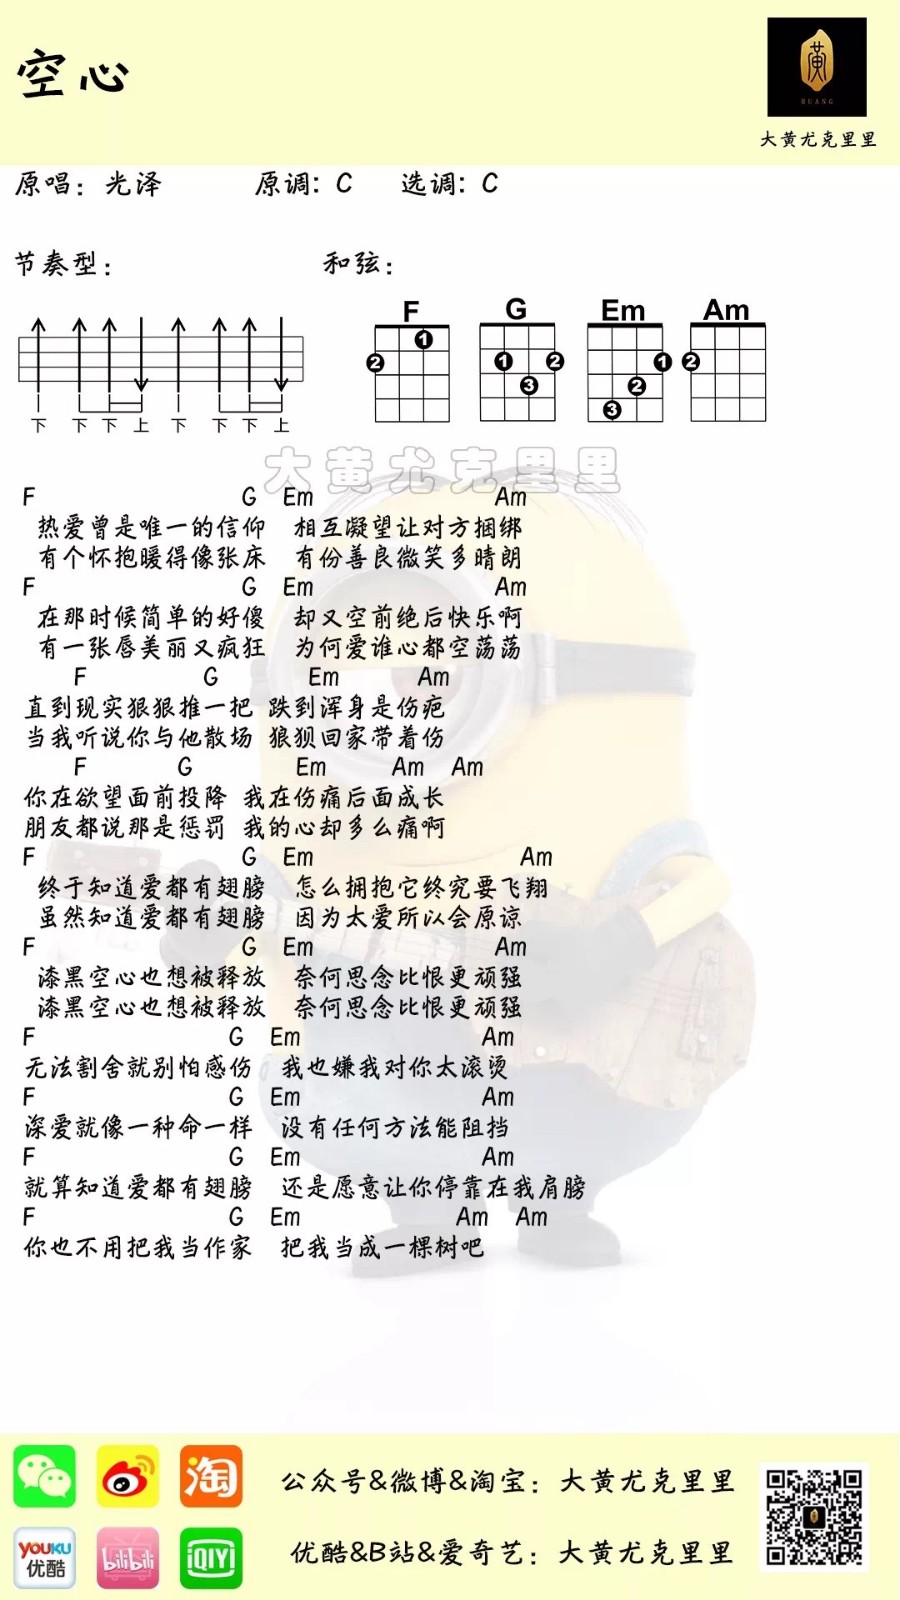 空心
黄
HUANG
大黄尤克里里
原唱：光泽 原调：C 选调：C
节奏型： 和弦：
F G Em Am
1 2 1 2 3 1 2 3 2
下 下 下 上 下 下 下 上
大黄尤克里里
F G Em Am
热爱曾是唯一的信仰 相互凝望让对方捆绑
有个怀抱暖得像张床 有份善良微笑多晴朗
F G Em Am
在那时候简单的好傻 却又空前绝后快乐啊
有一张唇美丽又疯狂 为何爱谁心都空荡荡
F G Em Am
直到现实狠狠推一把 跌到浑身是伤疤
当我听说你与他散场 狼狈回家带着伤
F G Em Am Am
你在欲望面前投降 我在伤痛后面成长
朋友都说那是惩罚 我的心却多么痛啊
F G Em Am
终于知道爱都有翅膀 怎么拥抱它终究要飞翔
虽然知道爱都有翅膀 因为太爱所以会原谅
F G Em Am
漆黑空心也想被释放 奈何思念比恨更顽强
漆黑空心也想被释放 奈何思念比恨更顽强
F G Em Am
无法割舍就别怕感伤 我也嫌我对你太滚烫
F G Em Am
深爱就像一种命一样 没有任何方法能阻挡
F G Em Am
就算知道爱都有翅膀 还是愿意让你停靠在我肩膀
F G Em Am Am
你也不用把我当作家 把我当成一棵树吧
淘
公众号&微博&淘宝：大黄尤克里里
YOUKU
优酷
bilibili
iQIYI
优酷&B站&爱奇艺：大黄尤克里里